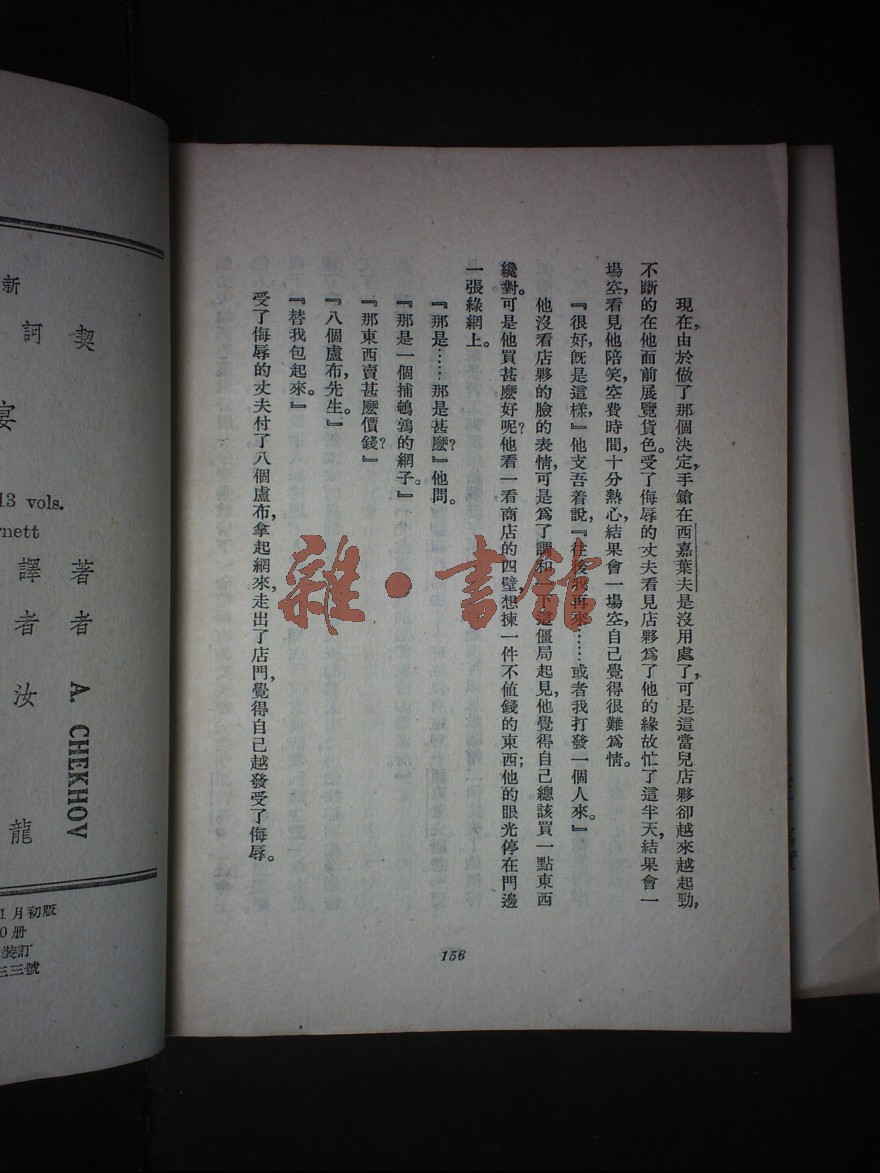 現在，由於做了那個決定，手鎗在西嘉葉夫是沒用處了，可是這當兒店夥卻越來越起勁，
不斷的在他面前展覽貨色。受了侮辱的丈夫看見店夥爲了他的緣故忙了這半天，結果會一
場空，看見他陪笑，空費時間，十分熱心，結果會一場空，自己覺得很難爲情。
『很好，旣是這樣，』他支吾着說，『往後我再來……或者我打發一個人來。』
他沒看店夥的臉的表情，可是爲了調和一下這僵局起見，他覺得自己總該買一點東西
纔對。可是他買甚麽好呢？他看一看商店的四壁，想揀一件不値錢的東西；他的眼光停在門邊
一張綠網上。
『那是……那是甚麽？』他問。
『那是一個捕鵪鶉的網子。』
『那東西賣甚麽價錢？』
『八個盧布，先生。』
『替我包起來。』
受了侮辱的丈夫付了八個盧布，拿起網來，走出了店門，覺得自己越發受了侮辱。
156
雜·書館
契
訶
新
宴
13 vols.
nett
著者 A. CHEKHOV
譯者 汝龍
1月初版
0册
裝訂
三三號